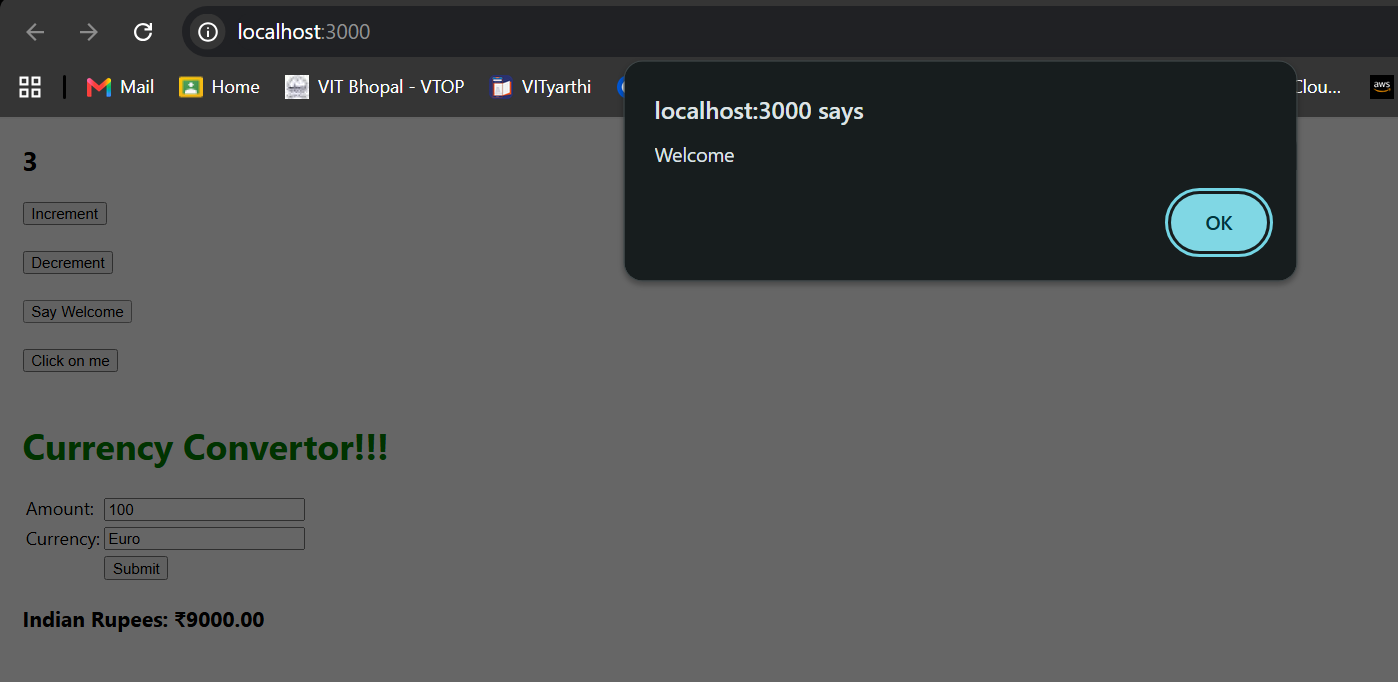 localhost:3000
Mail Home VIT Bhopal - VTOP VITyarthi Clou... aws
localhost:3000 says
Welcome
OK
3
Increment
Decrement
Say Welcome
Click on me
Currency Convertor!!!
Amount: 100
Currency: Euro
Submit
Indian Rupees: ₹9000.00